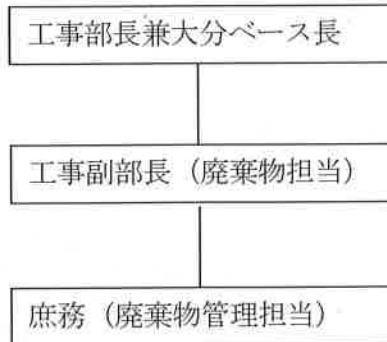 工事部長兼大分ベース長
工事副部長（廃棄物担当）
庶務（廃棄物管理担当）